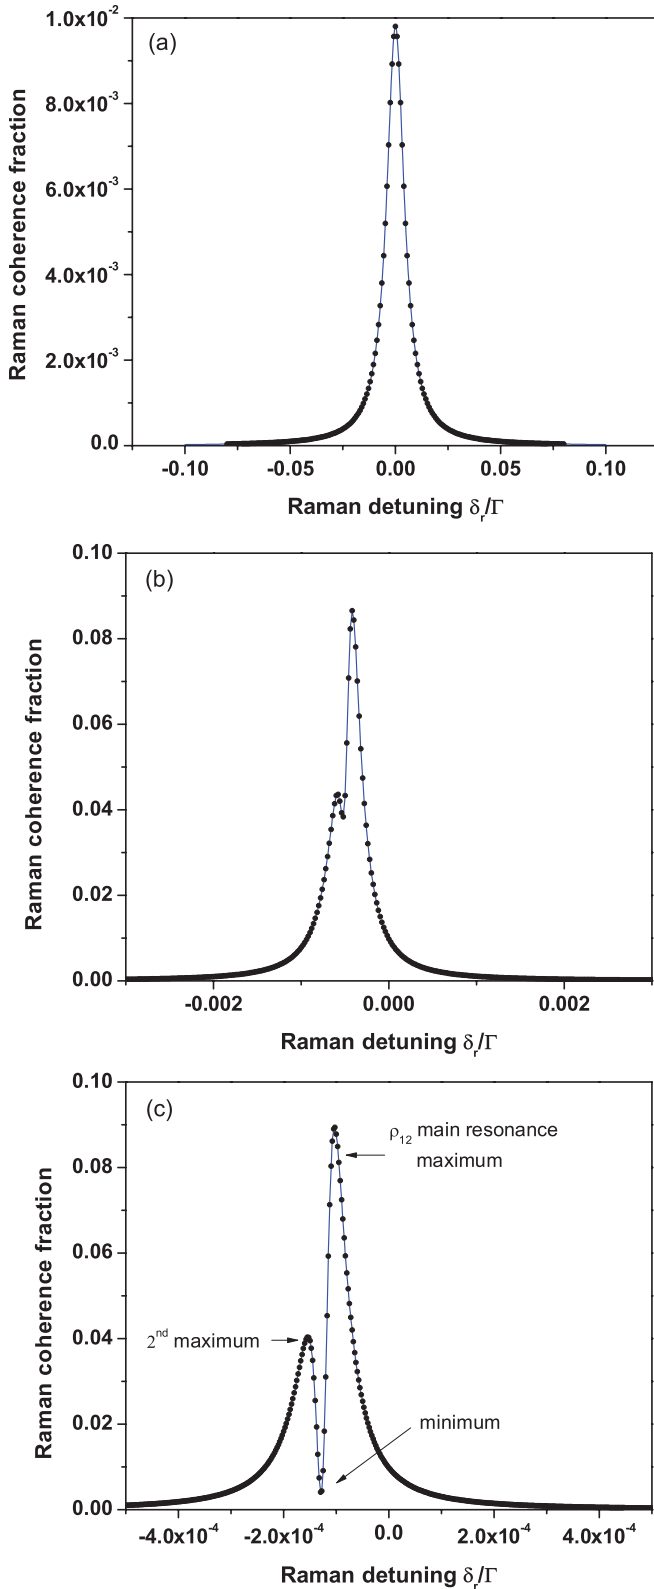 (a)
1.0x10⁻²
8.0x10⁻³
6.0x10⁻³
4.0x10⁻³
2.0x10⁻³
0.0
Raman coherence fraction
-0.10 -0.05 0.00 0.05 0.10
Raman detuning δᵣ/Γ
(b)
0.10
0.08
0.06
0.04
0.02
0.00
Raman coherence fraction
-0.002 0.000 0.002
Raman detuning δᵣ/Γ
(c)
0.10
0.08
0.06
0.04
0.02
0.00
Raman coherence fraction
ρ₁₂ main resonance
maximum
2ⁿᵈ maximum
minimum
-4.0x10⁻⁴ -2.0x10⁻⁴ 0.0 2.0x10⁻⁴ 4.0x10⁻⁴
Raman detuning δᵣ/Γ